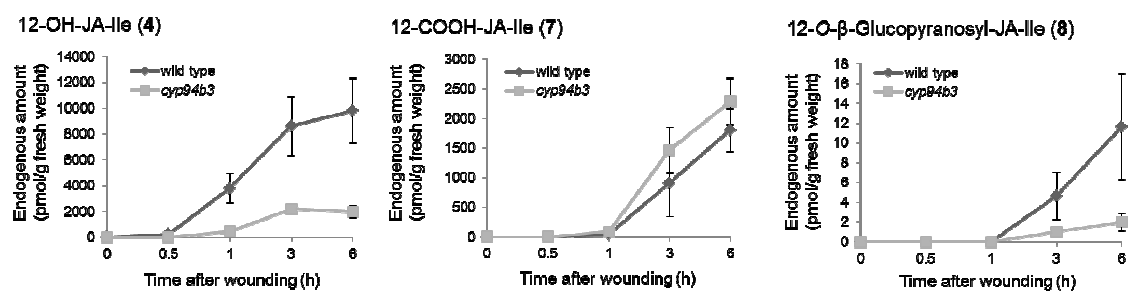 12-OH-JA-Ile (4)
Endogenous amount
(pmol/g fresh weight)
14000
12000
10000
8000
6000
4000
2000
0
wild type
cyp94b3
0 0.5 1 3 6
Time after wounding (h)
12-COOH-JA-Ile (7)
Endogenous amount
(pmol/g fresh weight)
3000
2500
2000
1500
1000
500
0
wild type
cyp94b3
0 0.5 1 3 6
Time after wounding (h)
12-O-β-Glucopyranosyl-JA-Ile (8)
Endogenous amount
(pmol/g fresh weight)
18
16
14
12
10
8
6
4
2
0
wild type
cyp94b3
0 0.5 1 3 6
Time after wounding (h)